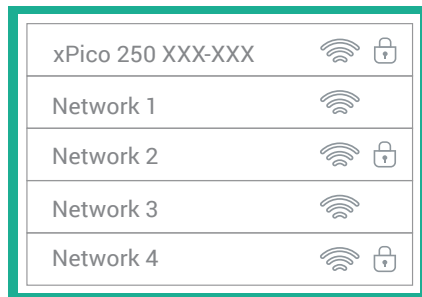 xPico 250 XXX-XXX
Network 1
Network 2
Network 3
Network 4